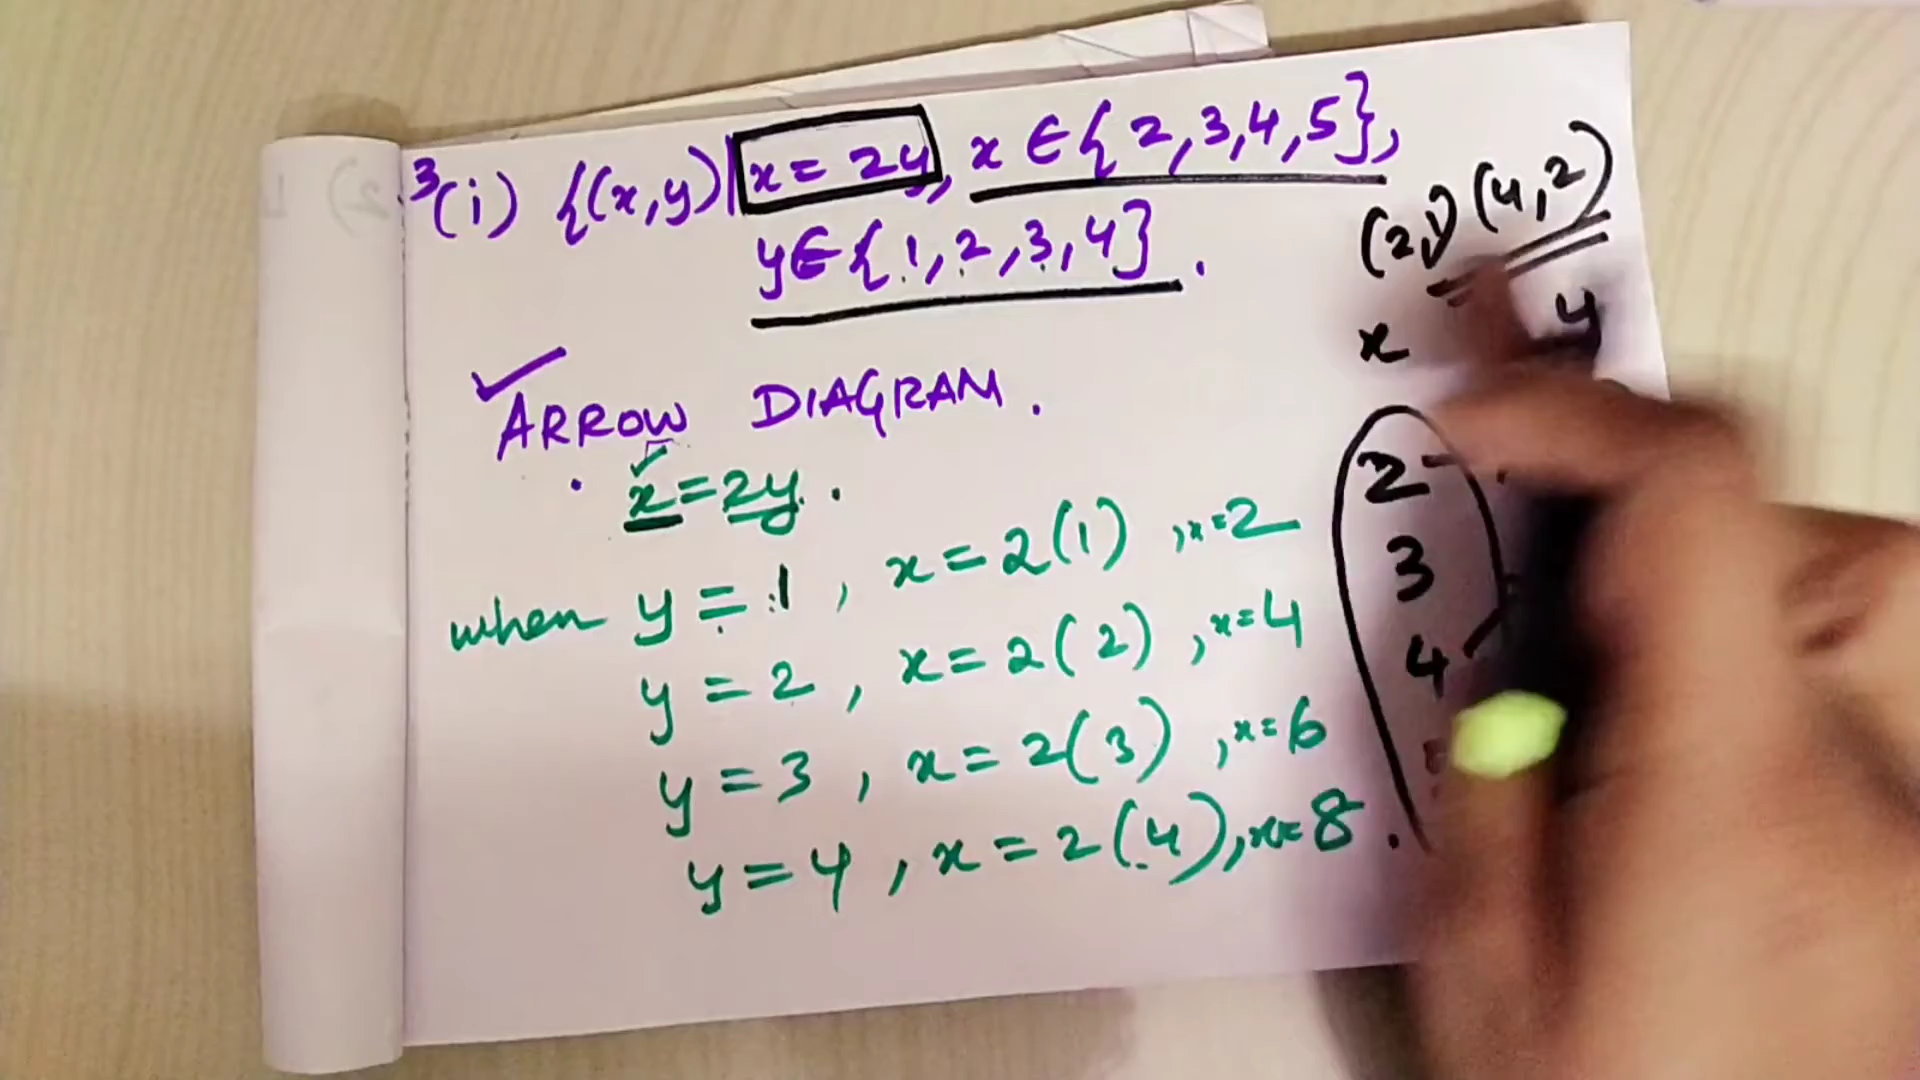 3(i) {(x,y)| x = 2y, x ∈ {2,3,4,5},
y ∈ {1,2,3,4}.
(2,1) (4,2)
ARROW DIAGRAM.
x = 2y.
when y = 1, x = 2(1), x=2
y = 2, x = 2(2), x=4
y = 3, x = 2(3), x=6
y = 4, x = 2(4), x=8.
x y
2
3
4